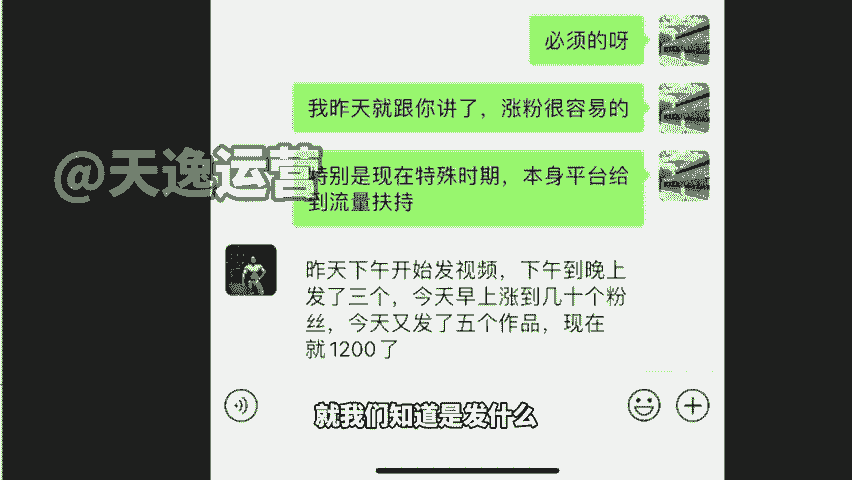 必须的呀
我昨天就跟你讲了，涨粉很容易的
@天逸运营
特别是现在特殊时期，本身平台给
到流量扶持
昨天下午开始发视频，下午到晚上
发了三个，今天早上涨到几十个粉
丝，今天又发了五个作品，现在
就1200了
就我们知道是发什么